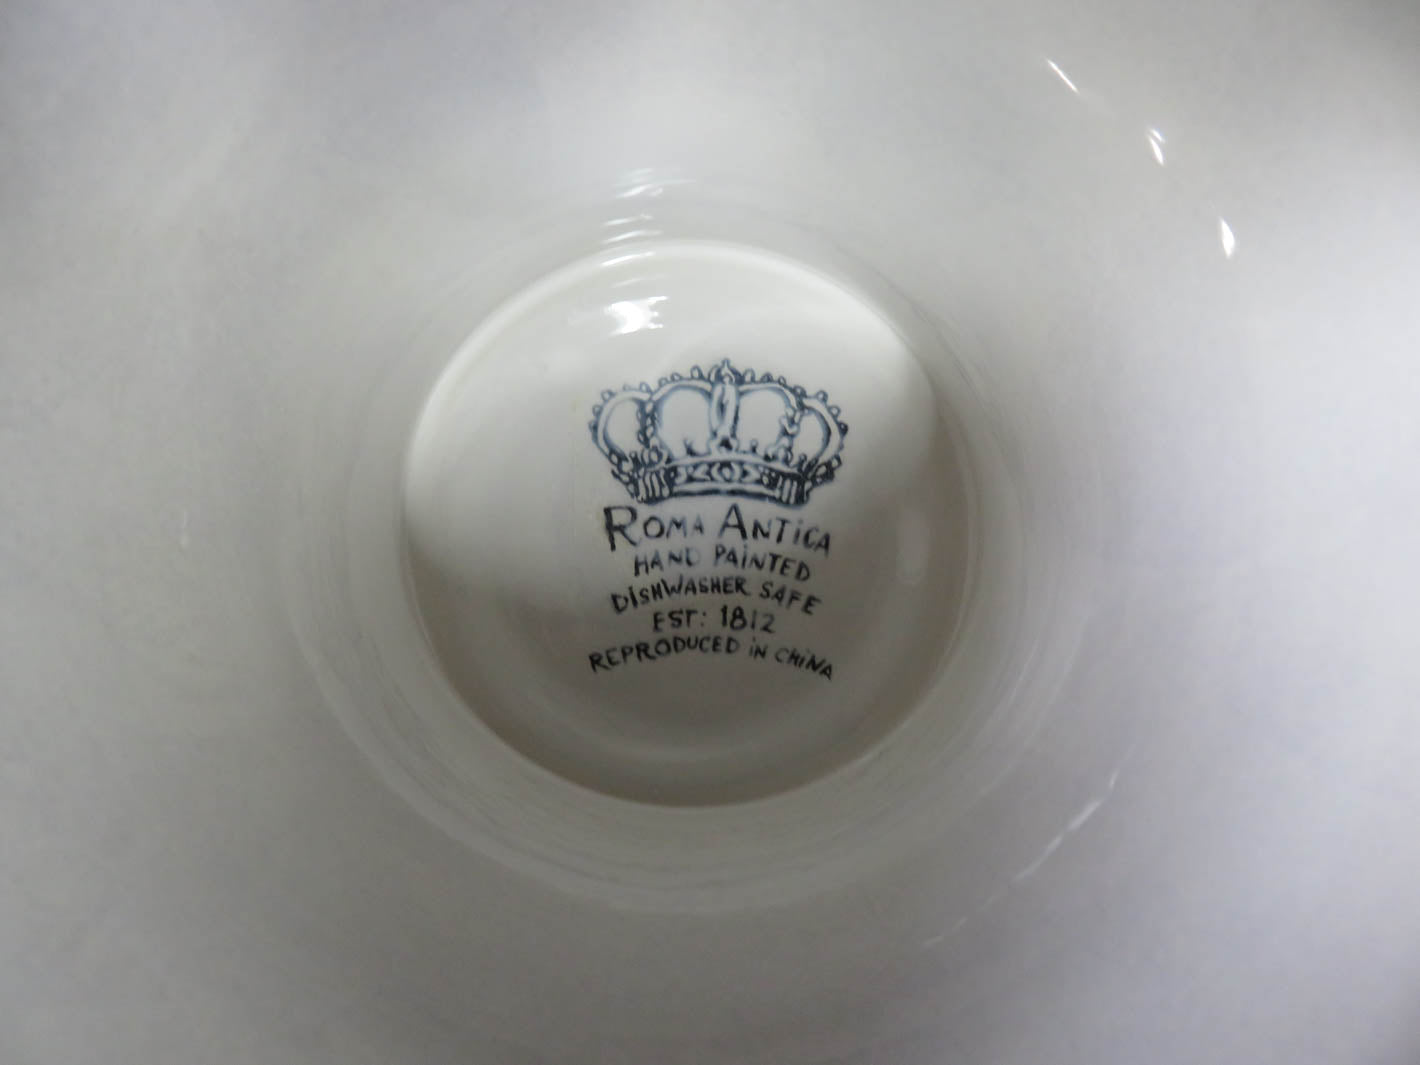 ROMA ANTiCA
HAND PAiNTED
DiSHWASHER SAFE
EST: 1812
REPRODUCED iN CHiNA